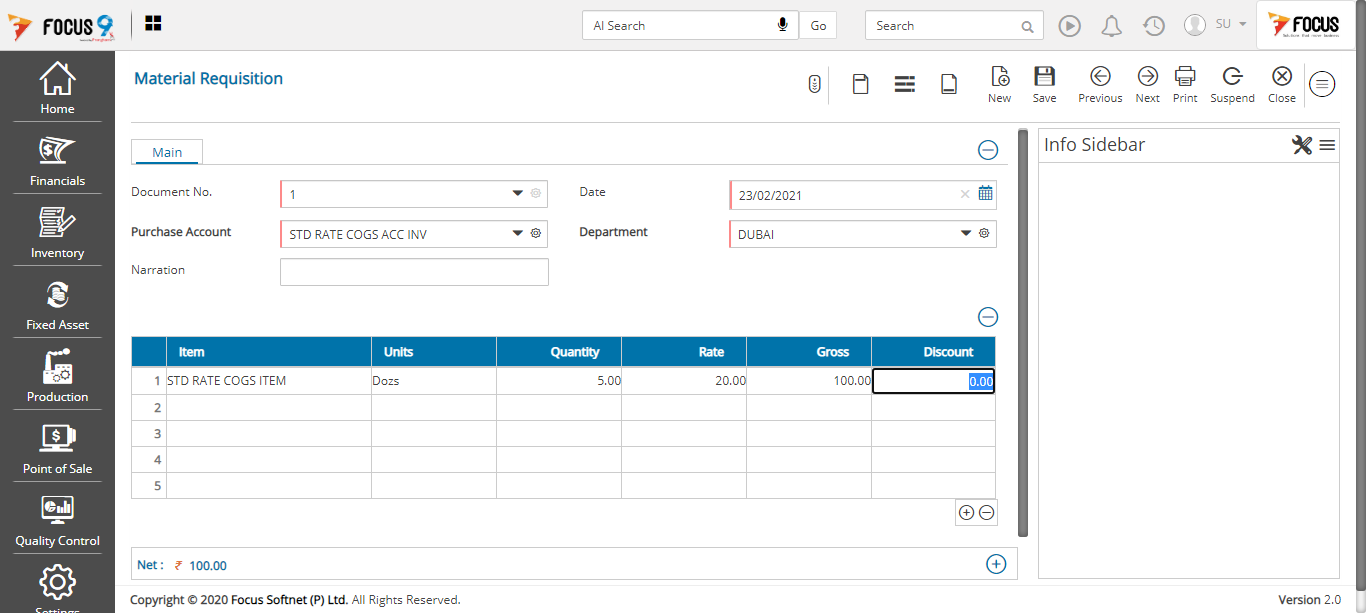 FOCUS 9
AI Search Go Search SU FOCUS
Home
Financials
Inventory
Fixed Asset
Production
Point of Sale
Quality Control
Settings
Material Requisition
New Save Previous Next Print Suspend Close
Main
Document No. 1 Date 23/02/2021
Purchase Account STD RATE COGS ACC INV Department DUBAI
Narration
Item Units Quantity Rate Gross Discount
1 STD RATE COGS ITEM Dozs 5.00 20.00 100.00 0.00
2
3
4
5
Net : ₹ 100.00
Info Sidebar
Copyright © 2020 Focus Softnet (P) Ltd. All Rights Reserved. Version 2.0